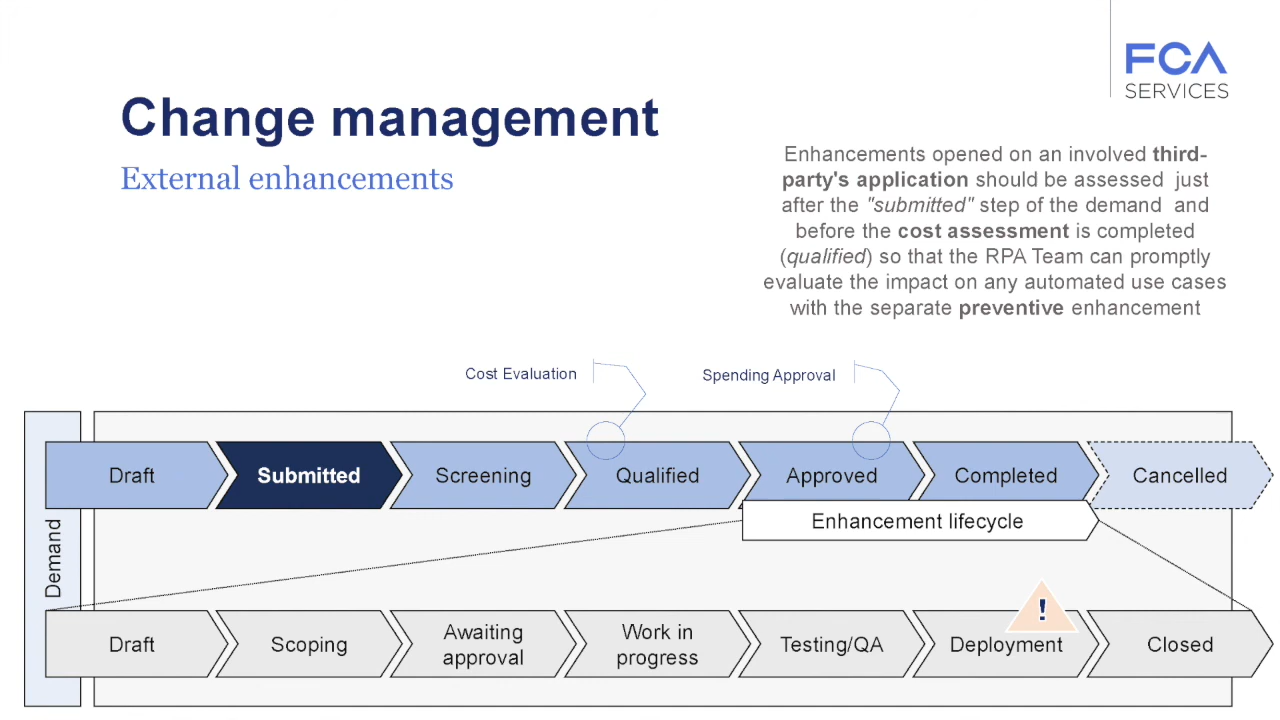 FCA
SERVICES
Change management
External enhancements
Enhancements opened on an involved third-
party's application should be assessed just
after the "submitted" step of the demand and
before the cost assessment is completed
(qualified) so that the RPA Team can promptly
evaluate the impact on any automated use cases
with the separate preventive enhancement
Cost Evaluation
Spending Approval
Demand
Draft
Submitted
Screening
Qualified
Approved
Completed
Cancelled
Enhancement lifecycle
!
Draft
Scoping
Awaiting
approval
Work in
progress
Testing/QA
Deployment
Closed